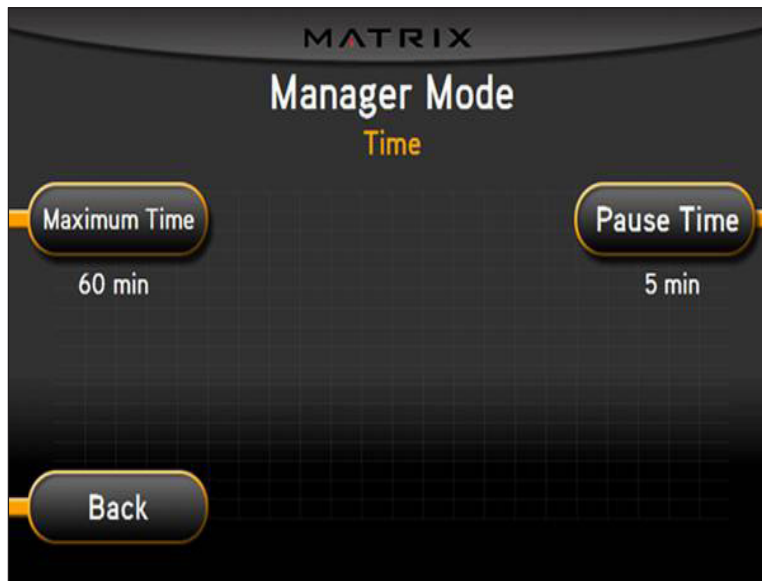 MATRIX
Manager Mode
Time
Maximum Time
Pause Time
60 min
5 min
Back